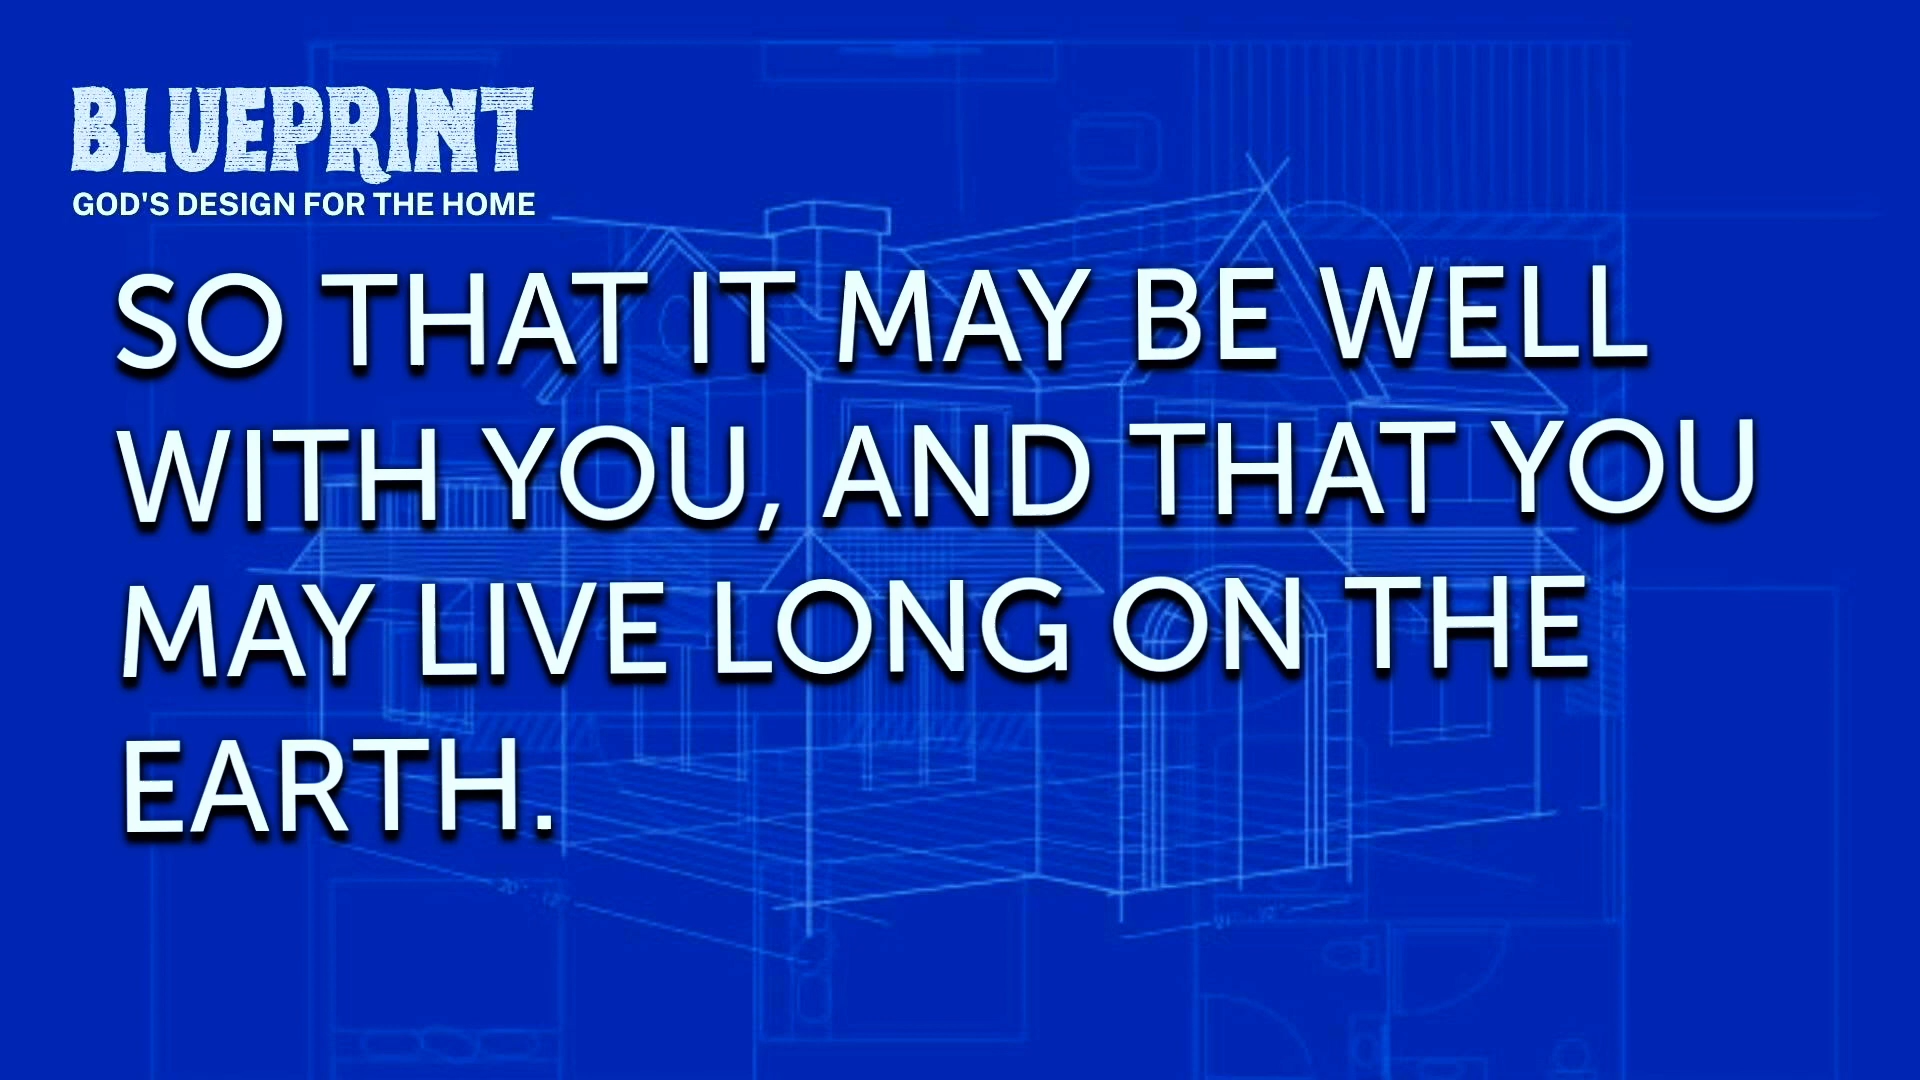 BLUEPRINT
GOD'S DESIGN FOR THE HOME
SO THAT IT MAY BE WELL
WITH YOU, AND THAT YOU
MAY LIVE LONG ON THE
EARTH.